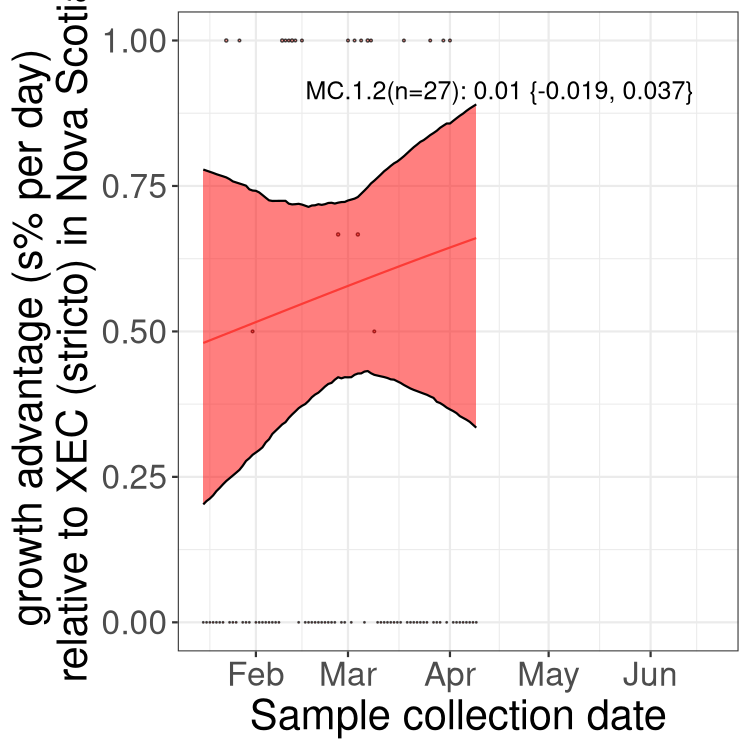 growth advantage (s% per day)
relative to XEC (stricto) in Nova Scotia
1.00
0.75
0.50
0.25
0.00
MC.1.2(n=27): 0.01 {-0.019, 0.037}
Feb Mar Apr May Jun
Sample collection date